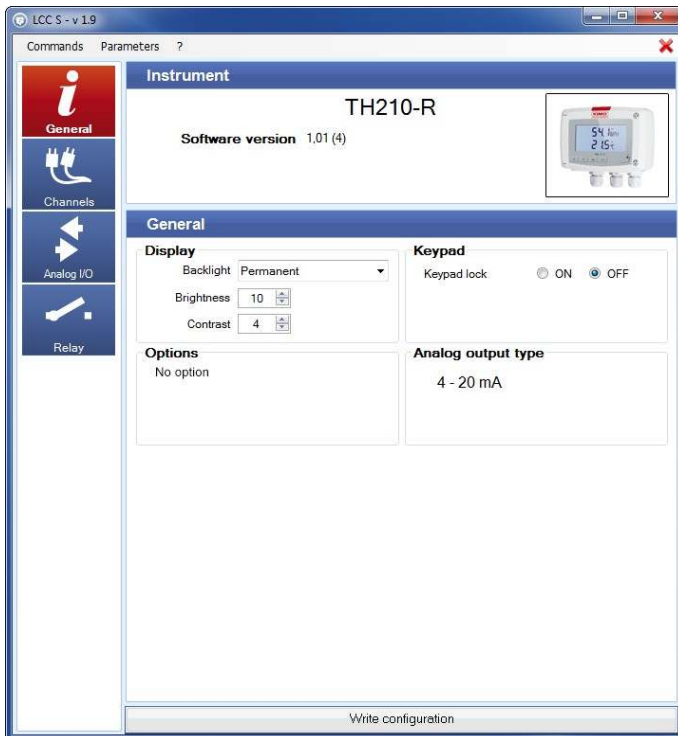 LCC S - v 1.9
Commands Parameters ?
General
Channels
Analog I/O
Relay
Instrument
TH210-R
Software version 1,01 (4)
General
Display
Backlight Permanent
Brightness 10
Contrast 4
Keypad
Keypad lock ON OFF
Options
No option
Analog output type
4 - 20 mA
Write configuration